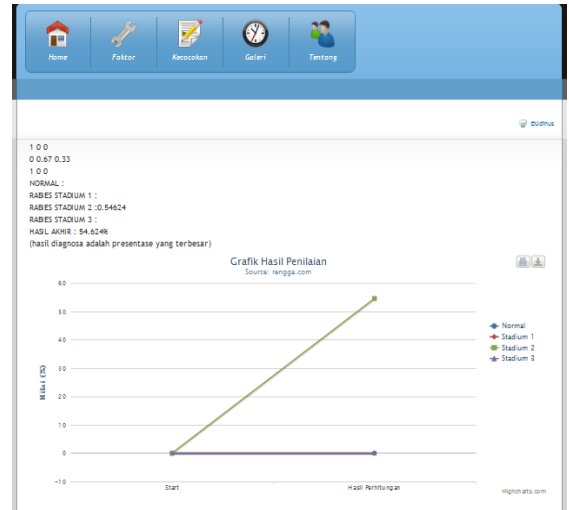 Home Faktor Kecocokan Galeri Tentang
@Udinus
1 0 0
0 0.67 0.33
1 0 0
NORMAL :
RABIES STADIUM 1 :
RABIES STADIUM 2 :0.54624
RABIES STADIUM 3 :
HASIL AKHIR : 54.624%
(hasil diagnosa adalah presentase yang terbesar)
Grafik Hasil Penilaian
Source: rengga.com
Nilai (%)
60
50
40
30
20
10
0
-10
Start Hasil Perhitungan
Normal
Stadium 1
Stadium 2
Stadium 3
Highcharts.com